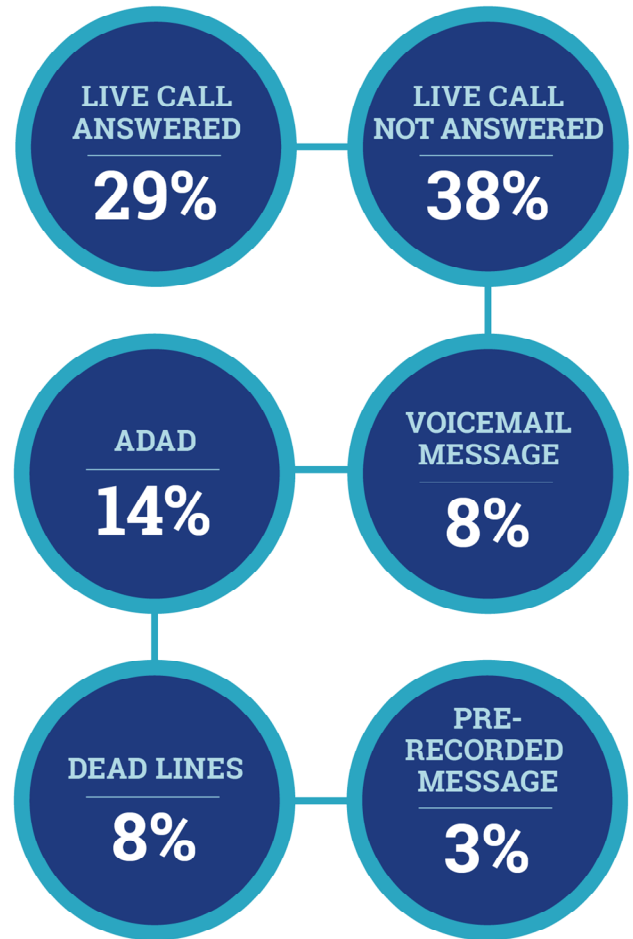 LIVE CALL
ANSWERED
29%
LIVE CALL
NOT ANSWERED
38%
ADAD
14%
VOICEMAIL
MESSAGE
8%
DEAD LINES
8%
PRE-
RECORDED
MESSAGE
3%